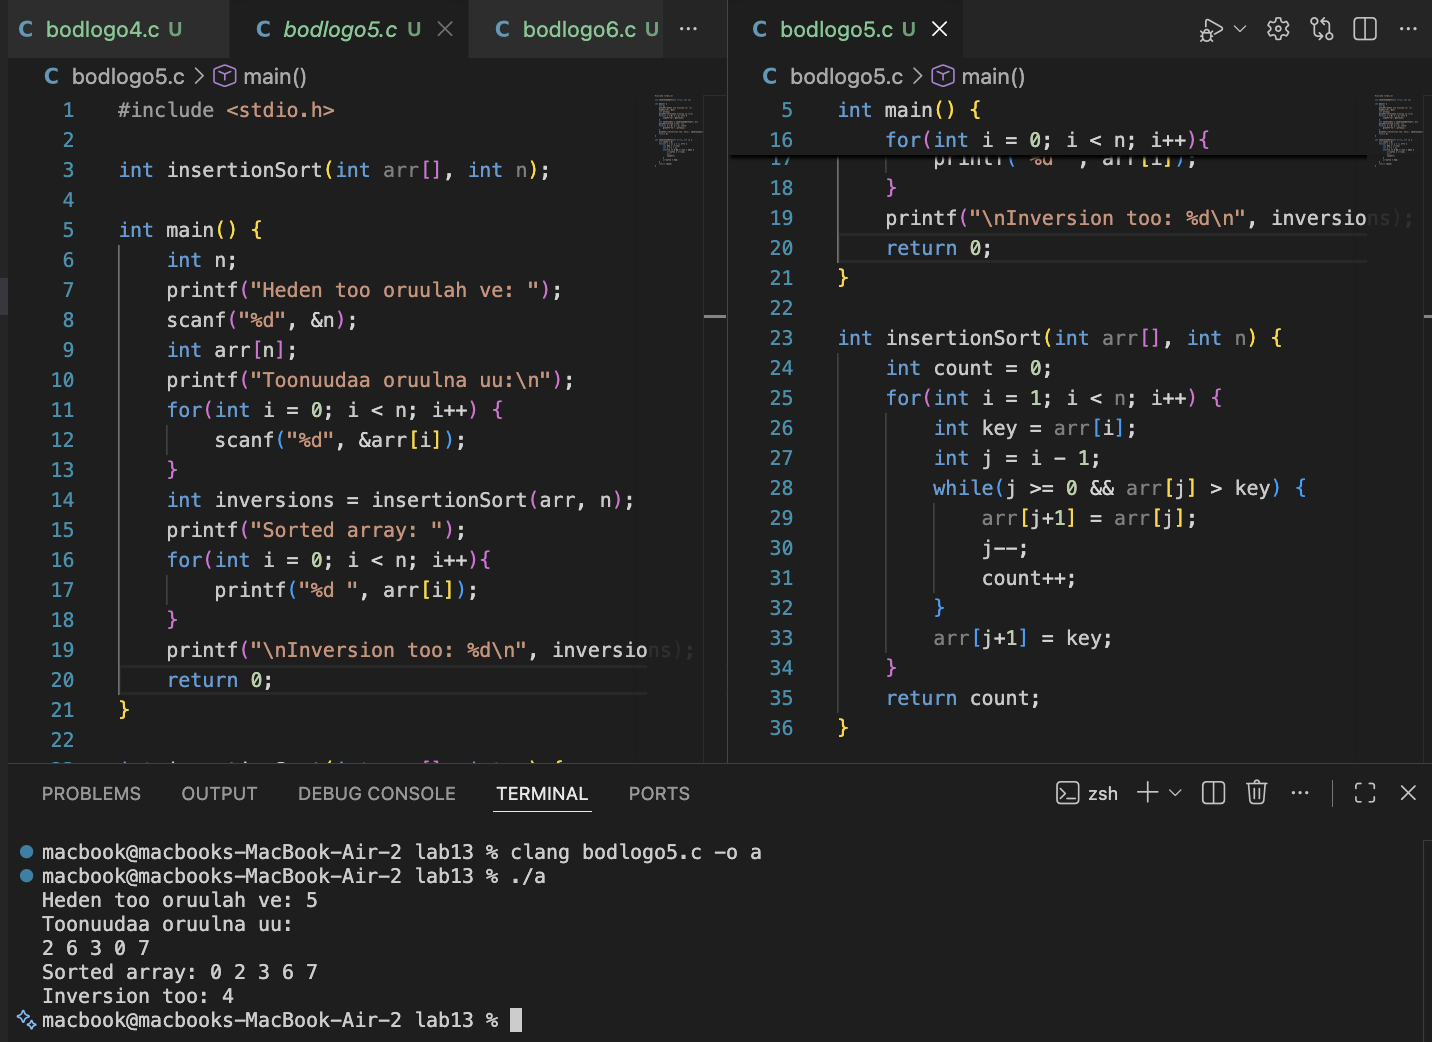 C bodlogo4.c U
C bodlogo5.c U
C bodlogo6.c U
C bodlogo5.c > main()
1 #include <stdio.h>
2
3 int insertionSort(int arr[], int n);
4
5 int main() {
6 int n;
7 printf("Heden too oruulah ve: ");
8 scanf("%d", &n);
9 int arr[n];
10 printf("Toonuudaa oruulna uu:\n");
11 for(int i = 0; i < n; i++) {
12 scanf("%d", &arr[i]);
13 }
14 int inversions = insertionSort(arr, n);
15 printf("Sorted array: ");
16 for(int i = 0; i < n; i++){
17 printf("%d ", arr[i]);
18 }
19 printf("\nInversion too: %d\n", inversions);
20 return 0;
21 }
22
C bodlogo5.c U
C bodlogo5.c > main()
5 int main() {
16 for(int i = 0; i < n; i++){
17 printf("%d ", arr[i]);
18 }
19 printf("\nInversion too: %d\n", inversions);
20 return 0;
21 }
22
23 int insertionSort(int arr[], int n) {
24 int count = 0;
25 for(int i = 1; i < n; i++) {
26 int key = arr[i];
27 int j = i - 1;
28 while(j >= 0 && arr[j] > key) {
29 arr[j+1] = arr[j];
30 j--;
31 count++;
32 }
33 arr[j+1] = key;
34 }
35 return count;
36 }
PROBLEMS OUTPUT DEBUG CONSOLE TERMINAL PORTS
zsh
macbook@macbooks-MacBook-Air-2 lab13 % clang bodlogo5.c -o a
macbook@macbooks-MacBook-Air-2 lab13 % ./a
Heden too oruulah ve: 5
Toonuudaa oruulna uu:
2 6 3 0 7
Sorted array: 0 2 3 6 7
Inversion too: 4
macbook@macbooks-MacBook-Air-2 lab13 %